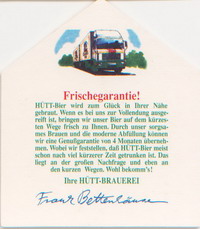 Frischegarantie!
HÜTT-Bier wird zum Glück in Ihrer Nähe
gebraut. Wenn es bei uns zur Vollendung ausge-
reift ist, bringen wir unser Bier auf dem kürzes-
ten Wege frisch zu Ihnen. Durch unser sorgsa-
mes Brauen und die moderne Abfüllung können
wir eine Genußgarantie von 4 Monaten überneh-
men. Wobei wir feststellen, daß HÜTT-Bier meist
schon nach viel kürzerer Zeit getrunken ist. Das
liegt an der großen Nachfrage und eben an
den kurzen Wegen. Wohl bekomm's!
Ihre HÜTT-BRAUEREI
Frank Bettenhäuser